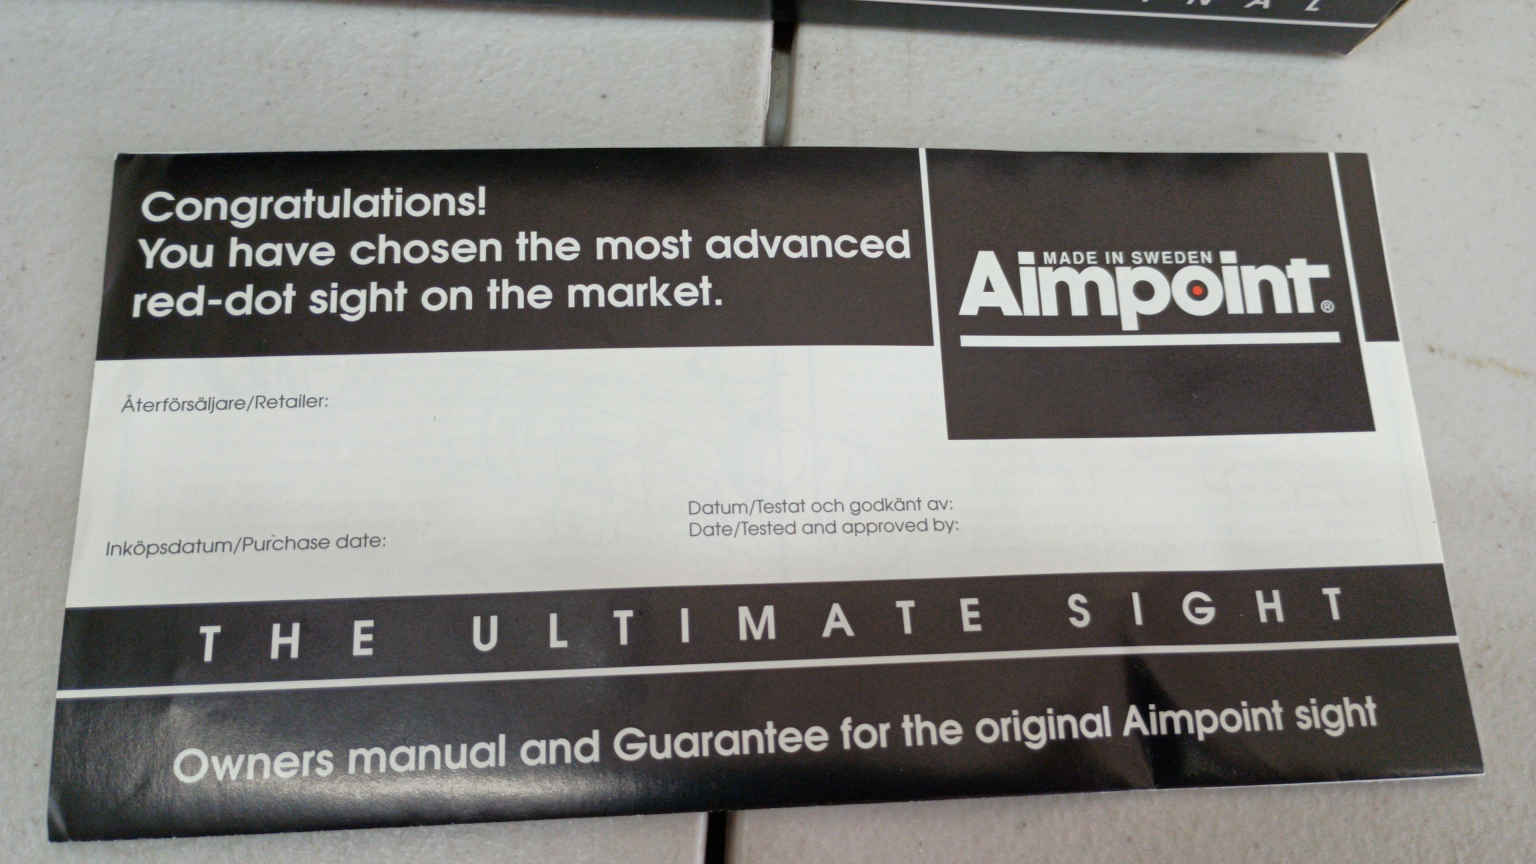 Congratulations!
You have chosen the most advanced
red-dot sight on the market.
MADE IN SWEDEN
Aimpoint®
Återförsäljare/Retailer:
Datum/Testat och godkänt av:
Date/Tested and approved by:
Inköpsdatum/Purchase date:
THE ULTIMATE SIGHT
Owners manual and Guarantee for the original Aimpoint sight